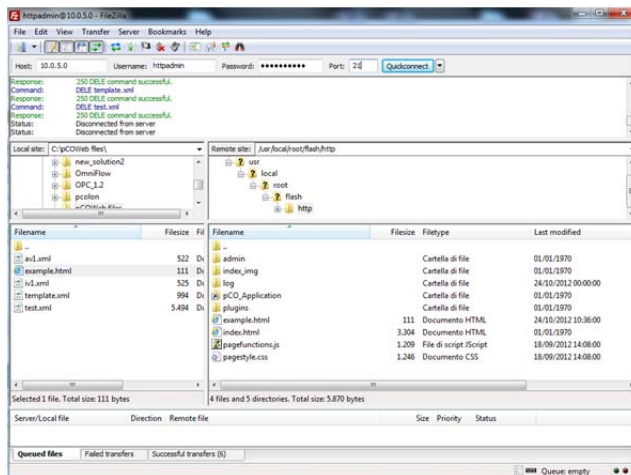 httpadmin@10.0.5.0 - FileZilla
File Edit View Transfer Server Bookmarks Help
Host: 10.0.5.0 Username: httpadmin Password: ●●●●●●●●●● Port: 21 Quickconnect
Response: 250 DELE command successful.
Command: DELE template.xml
Response: 250 DELE command successful.
Command: DELE test.xml
Response: 250 DELE command successful.
Status: Disconnected from server
Status: Disconnected from server
Local site: C:\pCOWeb files\ Remote site: /usr/local/root/flash/http
new_solution2 usr
OmniFlow local
OPC_1.2 root
pcolon flash
pCOWeb files http
Filename Filesize Fil Filename Filesize Filetype Last modified
.. ..
av1.xml 522 Do admin Cartella di file 01/01/1970
example.html 111 Do index_img Cartella di file 01/01/1970
iv1.xml 525 Do log Cartella di file 24/10/2012 00:00:00
template.xml 994 Do pCO_Application Cartella di file 01/01/1970
test.xml 5.494 Do plugins Cartella di file 01/01/1970
example.html 111 Documento HTML 24/10/2012 10:36:00
index.html 3.304 Documento HTML 01/01/1970
pagefunctions.js 1.209 File di script JScript 18/09/2012 14:08:00
pagestyle.css 1.246 Documento CSS 18/09/2012 14:08:00
Selected 1 file. Total size: 111 bytes 4 files and 5 directories. Total size: 5.870 bytes
Server/Local file Direction Remote file Size Priority Status
Queued files Failed transfers Successful transfers (6)
Queue: empty